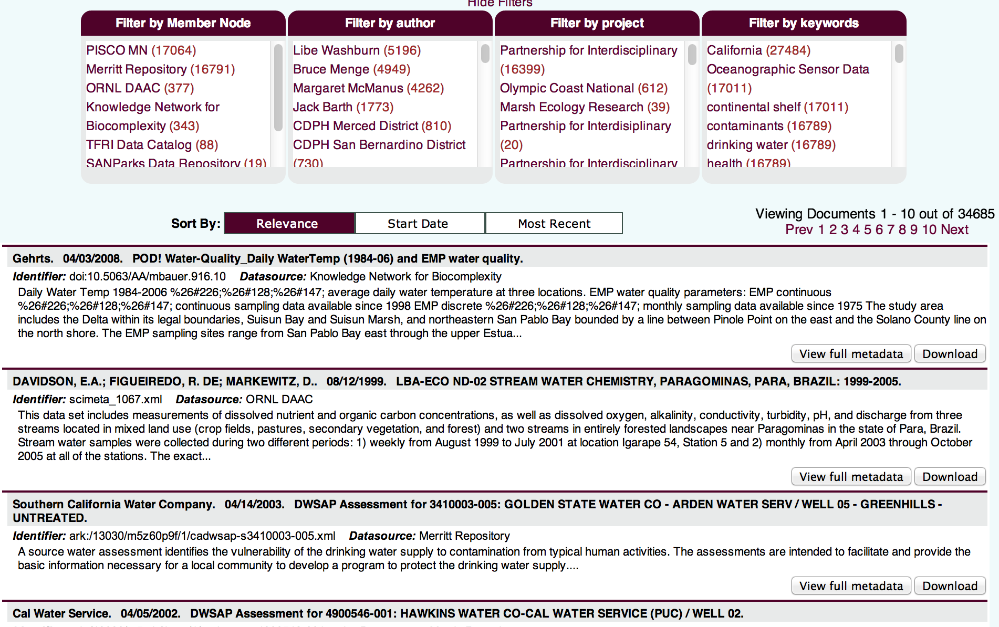 Hide Filters
Filter by Member Node
PISCO MN (17064)
Merritt Repository (16791)
ORNL DAAC (377)
Knowledge Network for
Biocomplexity (343)
TFRI Data Catalog (88)
SANParks Data Repository (19)
Filter by author
Libe Washburn (5196)
Bruce Menge (4949)
Margaret McManus (4262)
Jack Barth (1773)
CDPH Merced District (810)
CDPH San Bernardino District
(730)
Filter by project
Partnership for Interdisciplinary
(16399)
Olympic Coast National (612)
Marsh Ecology Research (39)
Partnership for Interdisiplinary
(20)
Partnership for Interdisciplinary
Filter by keywords
California (27484)
Oceanographic Sensor Data
(17011)
continental shelf (17011)
contaminants (16789)
drinking water (16789)
health (16789)
Sort By: Relevance Start Date Most Recent
Viewing Documents 1 - 10 out of 34685
Prev 1 2 3 4 5 6 7 8 9 10 Next
Gehrts. 04/03/2008. POD! Water-Quality_Daily WaterTemp (1984-06) and EMP water quality.
Identifier: doi:10.5063/AA/mbauer.916.10 Datasource: Knowledge Network for Biocomplexity
Daily Water Temp 1984-2006 %26#226;%26#128;%26#147; average daily water temperature at three locations. EMP water quality parameters: EMP continuous
%26#226;%26#128;%26#147; continuous sampling data available since 1998 EMP discrete %26#226;%26#128;%26#147; monthly sampling data available since 1975 The study area
includes the Delta within its legal boundaries, Suisun Bay and Suisun Marsh, and northeastern San Pablo Bay bounded by a line between Pinole Point on the east and the Solano County line on
the north shore. The EMP sampling sites range from San Pablo Bay east through the upper Estua...
View full metadata Download
DAVIDSON, E.A.; FIGUEIREDO, R. DE; MARKEWITZ, D.. 08/12/1999. LBA-ECO ND-02 STREAM WATER CHEMISTRY, PARAGOMINAS, PARA, BRAZIL: 1999-2005.
Identifier: scimeta_1067.xml Datasource: ORNL DAAC
This data set includes measurements of dissolved nutrient and organic carbon concentrations, as well as dissolved oxygen, alkalinity, conductivity, turbidity, pH, and discharge from three
streams located in mixed land use (crop fields, pastures, secondary vegetation, and forest) and two streams in entirely forested landscapes near Paragominas in the state of Para, Brazil.
Stream water samples were collected during two different periods: 1) weekly from August 1999 to July 2001 at location Igarape 54, Station 5 and 2) monthly from April 2003 through October
2005 at all of the stations. The exact...
View full metadata Download
Southern California Water Company. 04/14/2003. DWSAP Assessment for 3410003-005: GOLDEN STATE WATER CO - ARDEN WATER SERV / WELL 05 - GREENHILLS -
UNTREATED.
Identifier: ark:/13030/m5z60p9f/1/cadwsap-s3410003-005.xml Datasource: Merritt Repository
A source water assessment identifies the vulnerability of the drinking water supply to contamination from typical human activities. The assessments are intended to facilitate and provide the
basic information necessary for a local community to develop a program to protect the drinking water supply....
View full metadata Download
Cal Water Service. 04/05/2002. DWSAP Assessment for 4900546-001: HAWKINS WATER CO-CAL WATER SERVICE (PUC) / WELL 02.